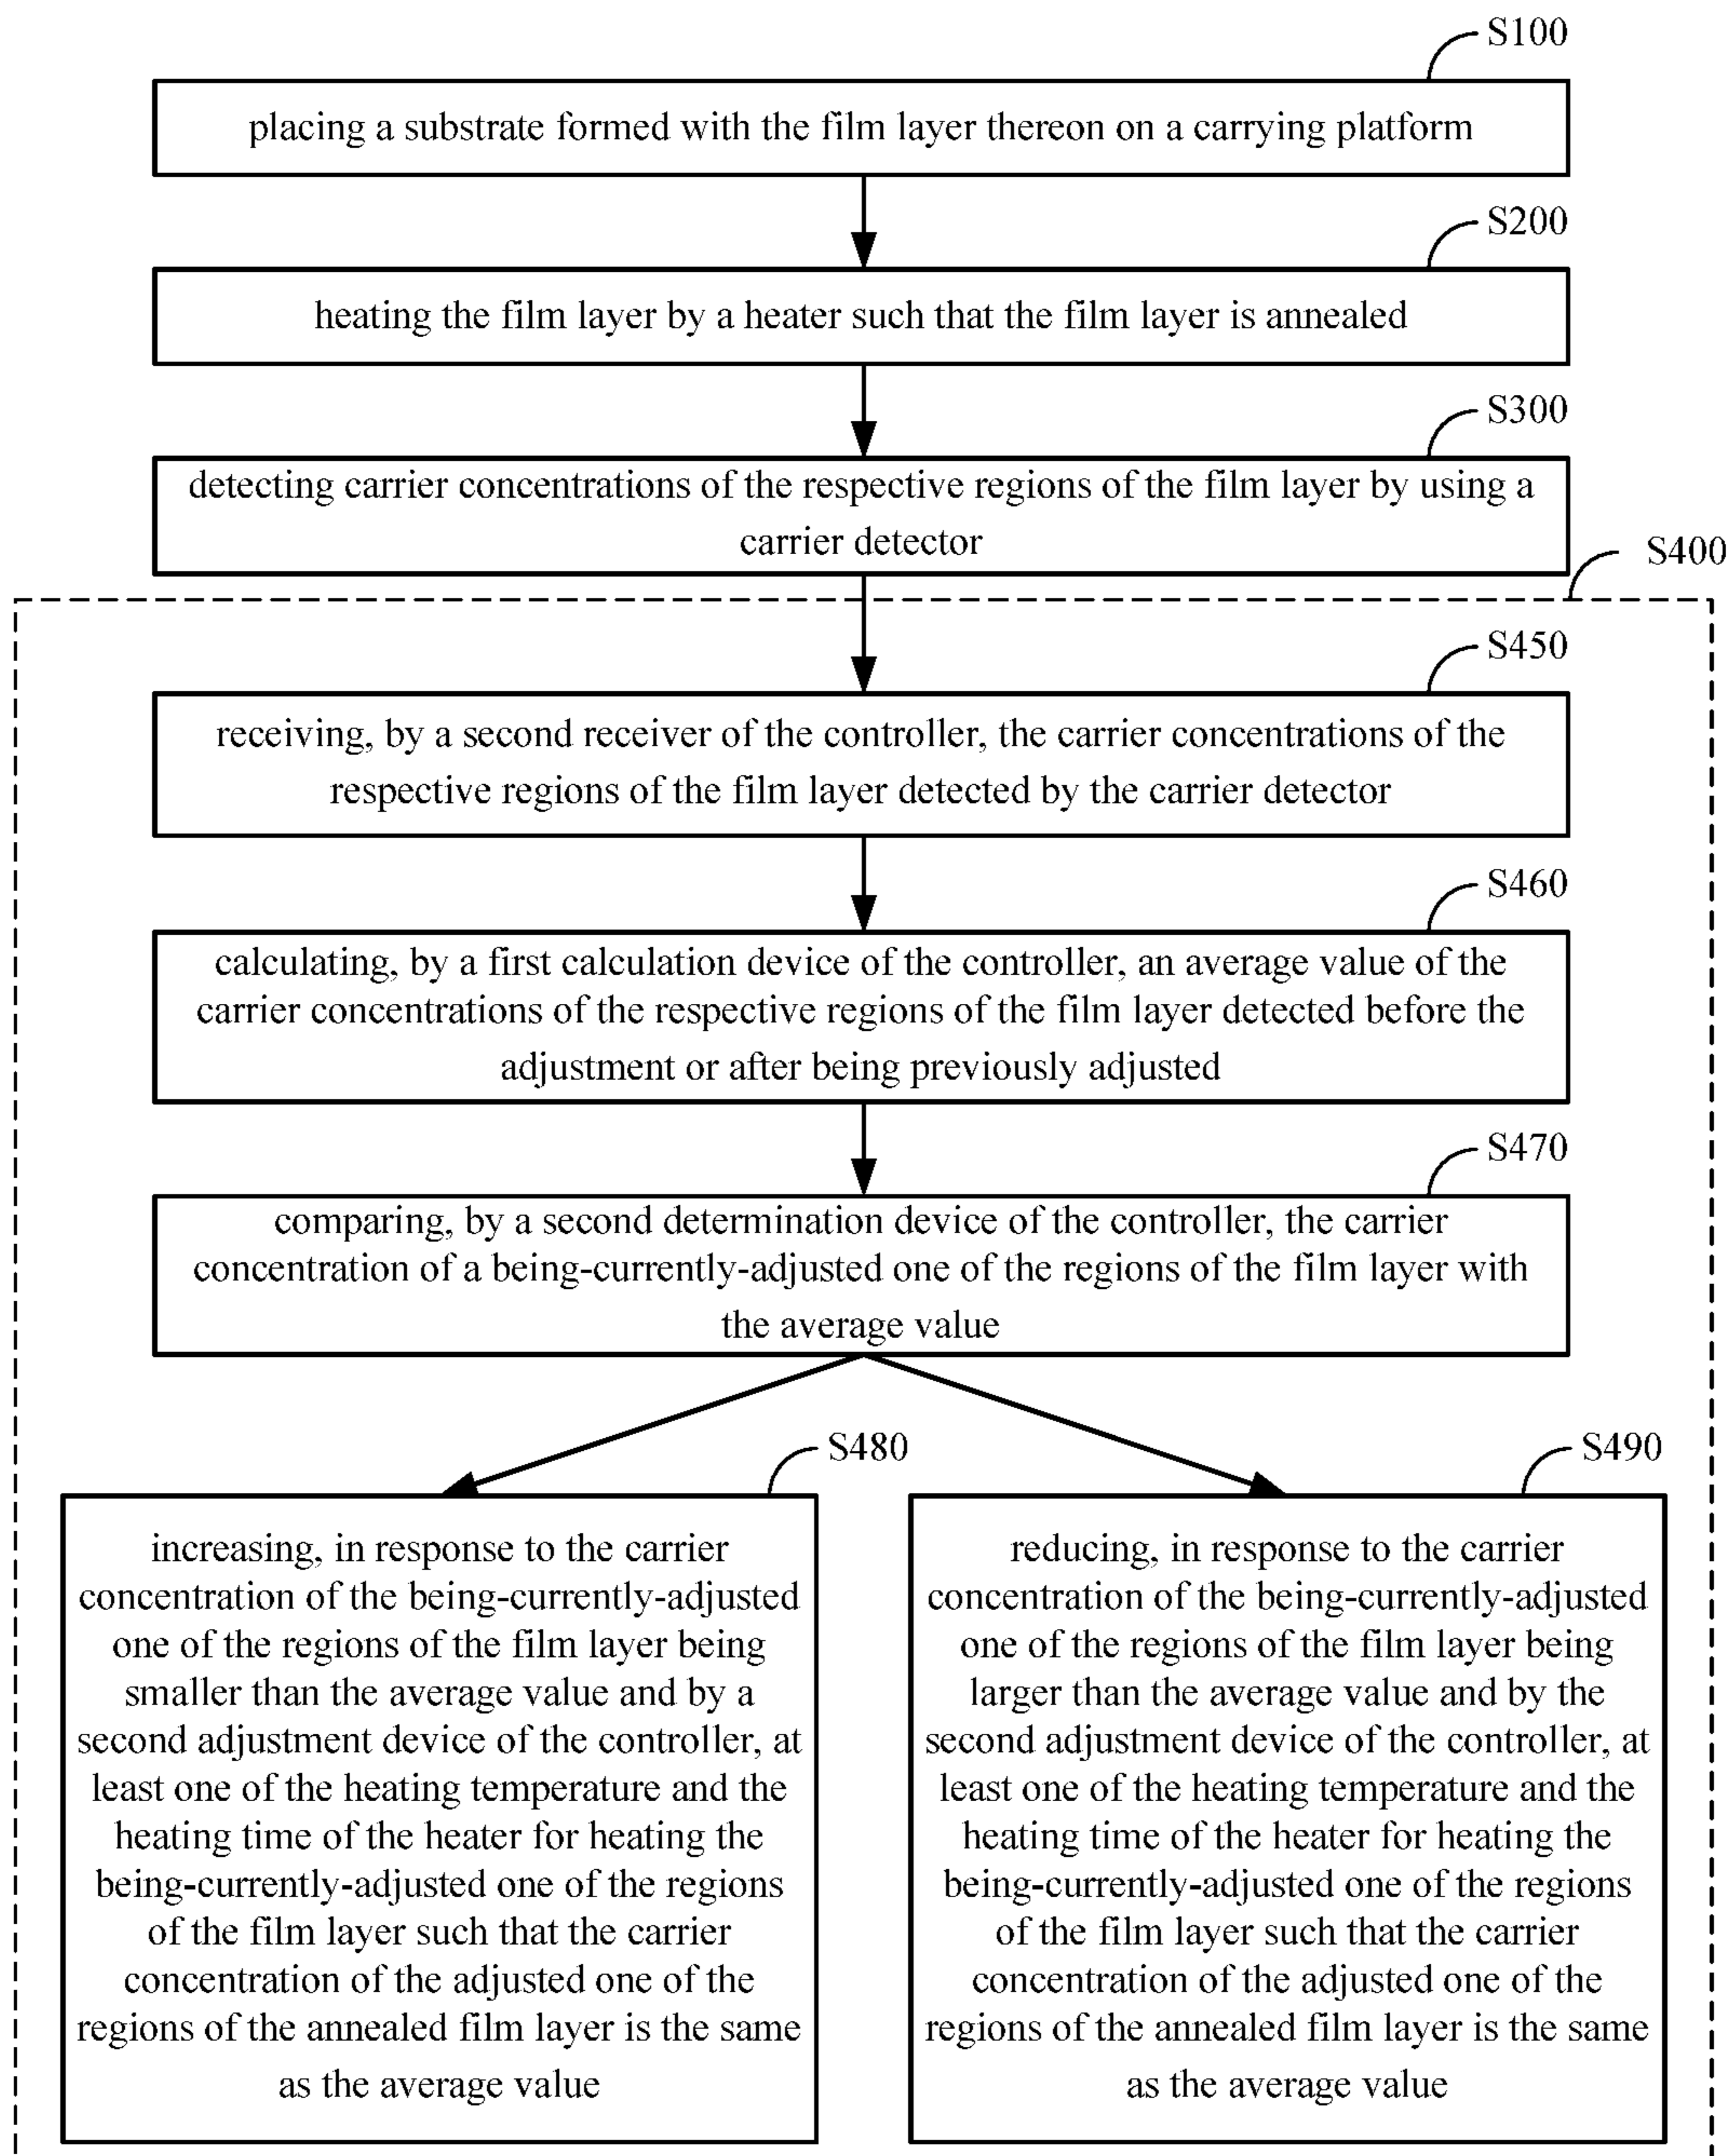 S100
placing a substrate formed with the film layer thereon on a carrying platform
S200
heating the film layer by a heater such that the film layer is annealed
S300
detecting carrier concentrations of the respective regions of the film layer by using a
carrier detector
S400
S450
receiving, by a second receiver of the controller, the carrier concentrations of the
respective regions of the film layer detected by the carrier detector
S460
calculating, by a first calculation device of the controller, an average value of the
carrier concentrations of the respective regions of the film layer detected before the
adjustment or after being previously adjusted
S470
comparing, by a second determination device of the controller, the carrier
concentration of a being-currently-adjusted one of the regions of the film layer with
the average value
S480
increasing, in response to the carrier
concentration of the being-currently-adjusted
one of the regions of the film layer being
smaller than the average value and by a
second adjustment device of the controller, at
least one of the heating temperature and the
heating time of the heater for heating the
being-currently-adjusted one of the regions
of the film layer such that the carrier
concentration of the adjusted one of the
regions of the annealed film layer is the same
as the average value
S490
reducing, in response to the carrier
concentration of the being-currently-adjusted
one of the regions of the film layer being
larger than the average value and by the
second adjustment device of the controller, at
least one of the heating temperature and the
heating time of the heater for heating the
being-currently-adjusted one of the regions
of the film layer such that the carrier
concentration of the adjusted one of the
regions of the annealed film layer is the same
as the average value